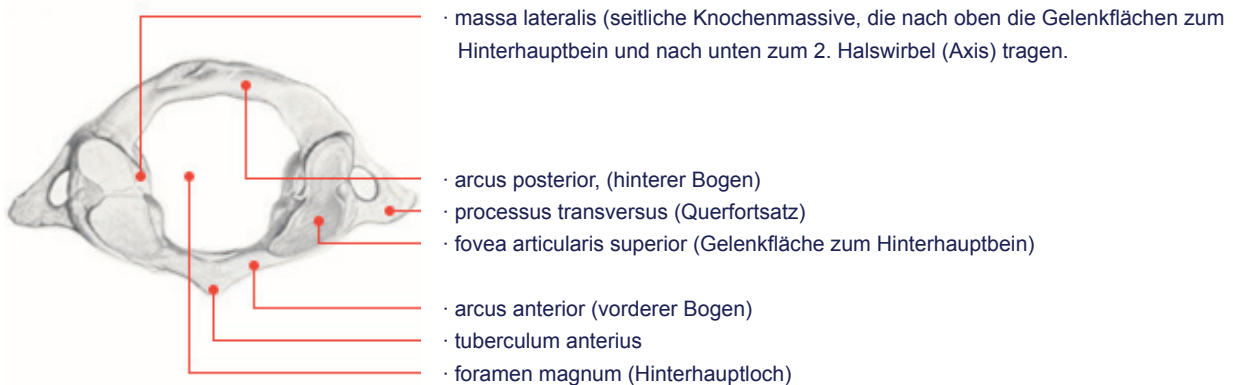 · massa lateralis (seitliche Knochenmassive, die nach oben die Gelenkflächen zum
Hinterhauptbein und nach unten zum 2. Halswirbel (Axis) tragen.
· arcus posterior, (hinterer Bogen)
· processus transversus (Querfortsatz)
· fovea articularis superior (Gelenkfläche zum Hinterhauptbein)
· arcus anterior (vorderer Bogen)
· tuberculum anterius
· foramen magnum (Hinterhauptloch)